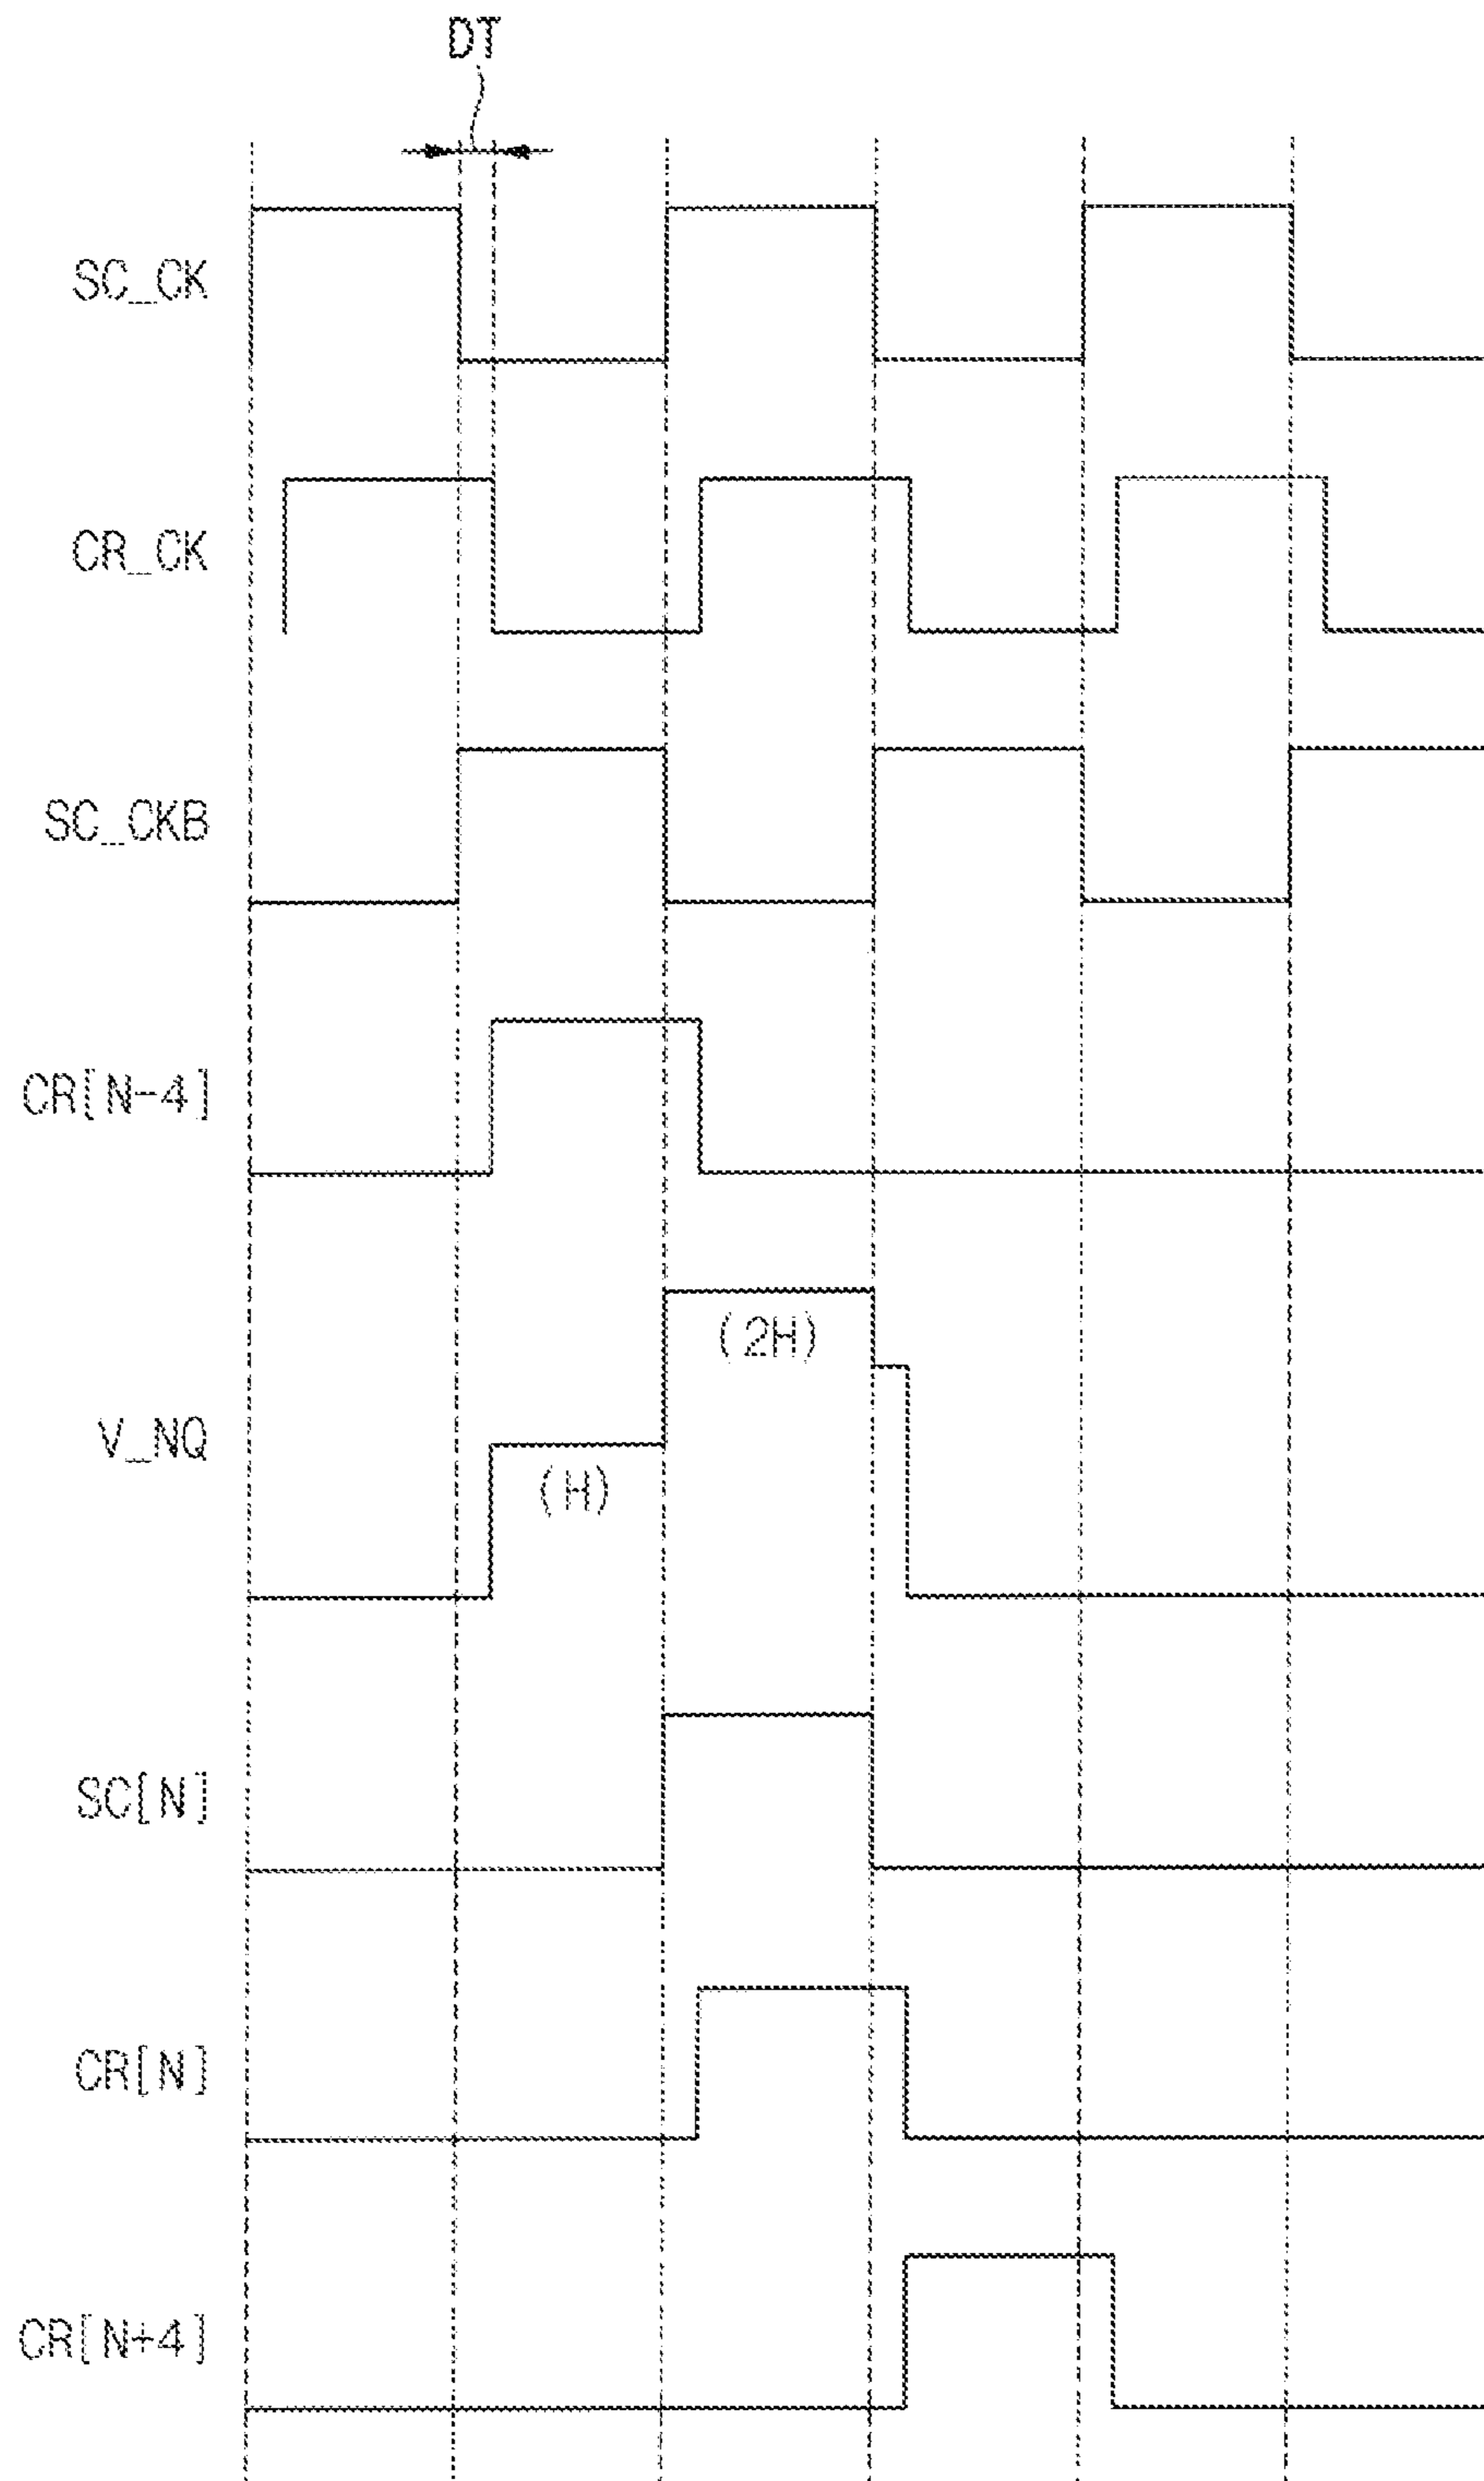 DT
SC_CK
CR_CK
SC_CKB
CR[N-4]
(2H)
V_NQ
(H)
SC[N]
CR[N]
CR[N+4]